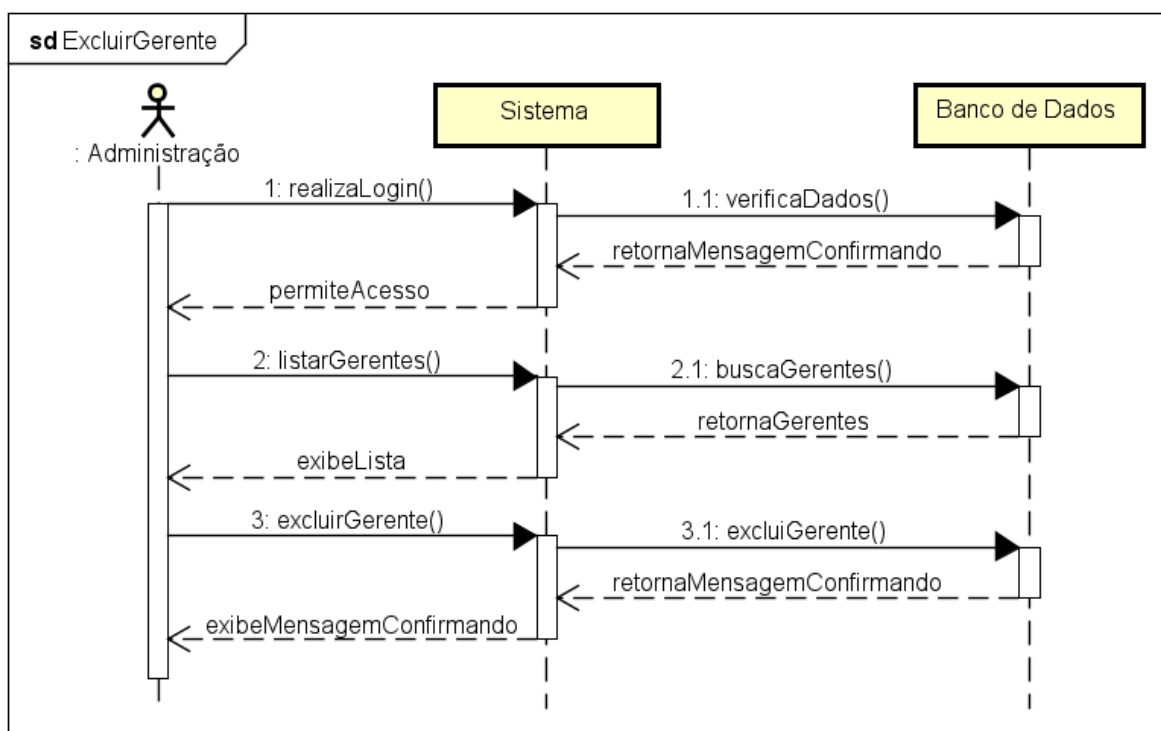 sd ExcluirGerente
: Administração
Sistema
Banco de Dados
1: realizaLogin()
1.1: verificaDados()
retornaMensagemConfirmando
permiteAcesso
2: listarGerentes()
2.1: buscaGerentes()
retornaGerentes
exibeLista
3: excluirGerente()
3.1: excluiGerente()
retornaMensagemConfirmando
exibeMensagemConfirmando